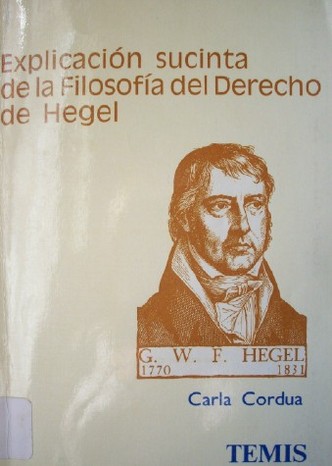 Explicación sucinta
de la Filosofía del Derecho
de Hegel
G. W. F. HEGEL
1770 1831
Carla Cordua
TEMIS